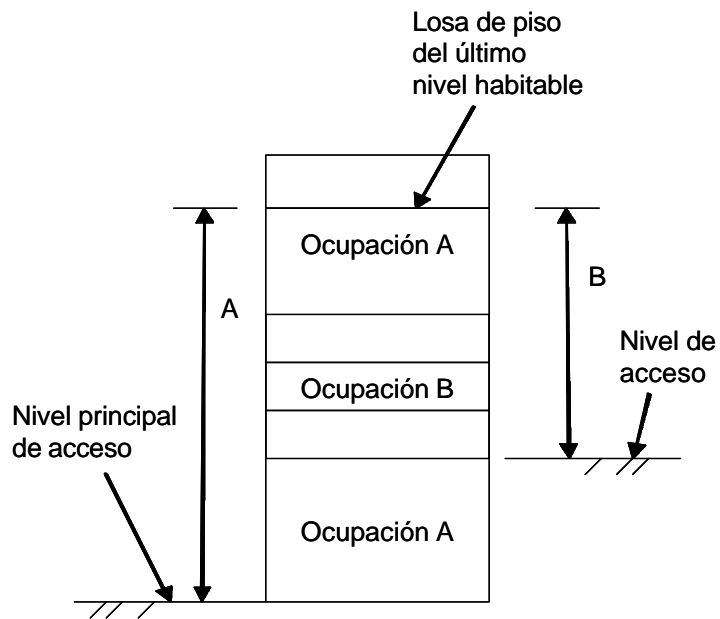 Losa de piso
del último
nivel habitable
Ocupación A
A
B
Nivel de
acceso
Ocupación B
Nivel principal
de acceso
Ocupación A